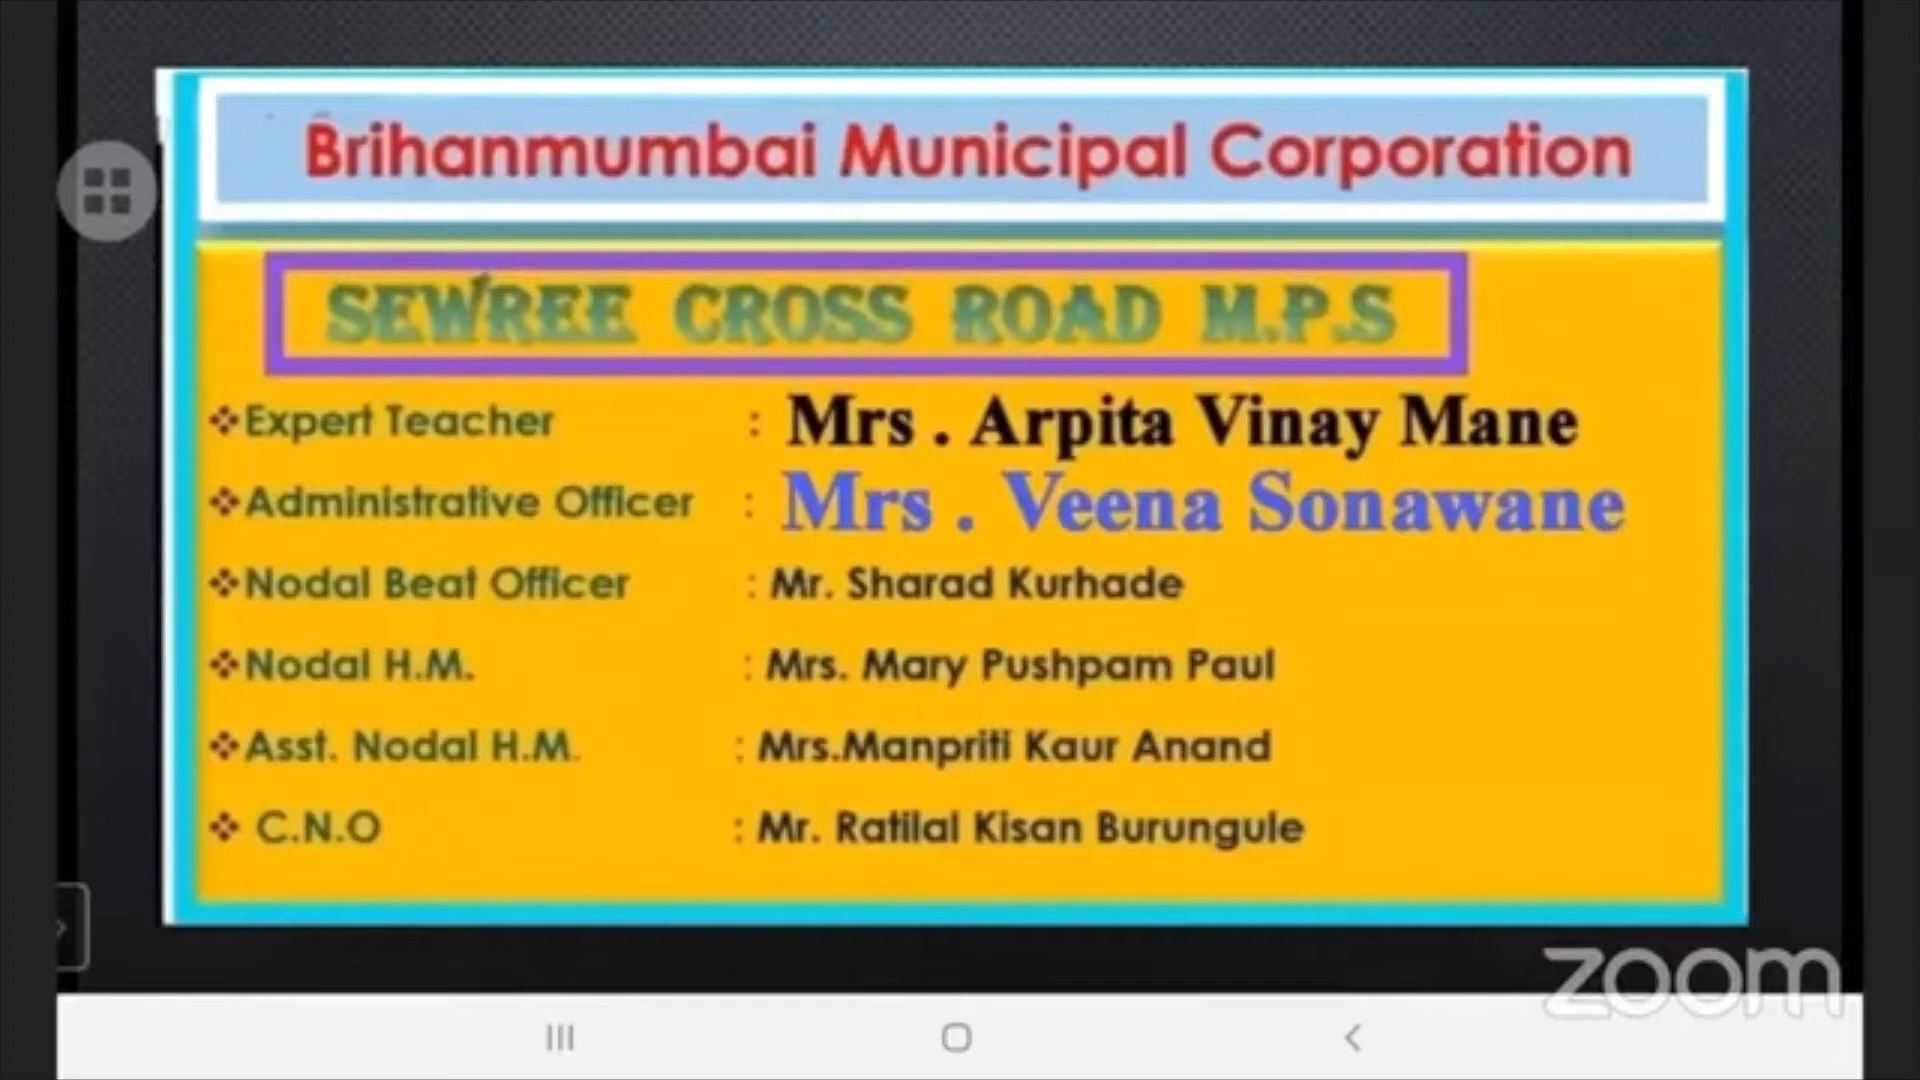 Brihanmumbai Municipal Corporation
SEWREE CROSS ROAD M.P.S
❖Expert Teacher : Mrs . Arpita Vinay Mane
❖Administrative Officer : Mrs . Veena Sonawane
❖Nodal Beat Officer : Mr. Sharad Kurhade
❖Nodal H.M. : Mrs. Mary Pushpam Paul
❖Asst. Nodal H.M. : Mrs.Manpriti Kaur Anand
❖ C.N.O : Mr. Ratilal Kisan Burungule
zoom